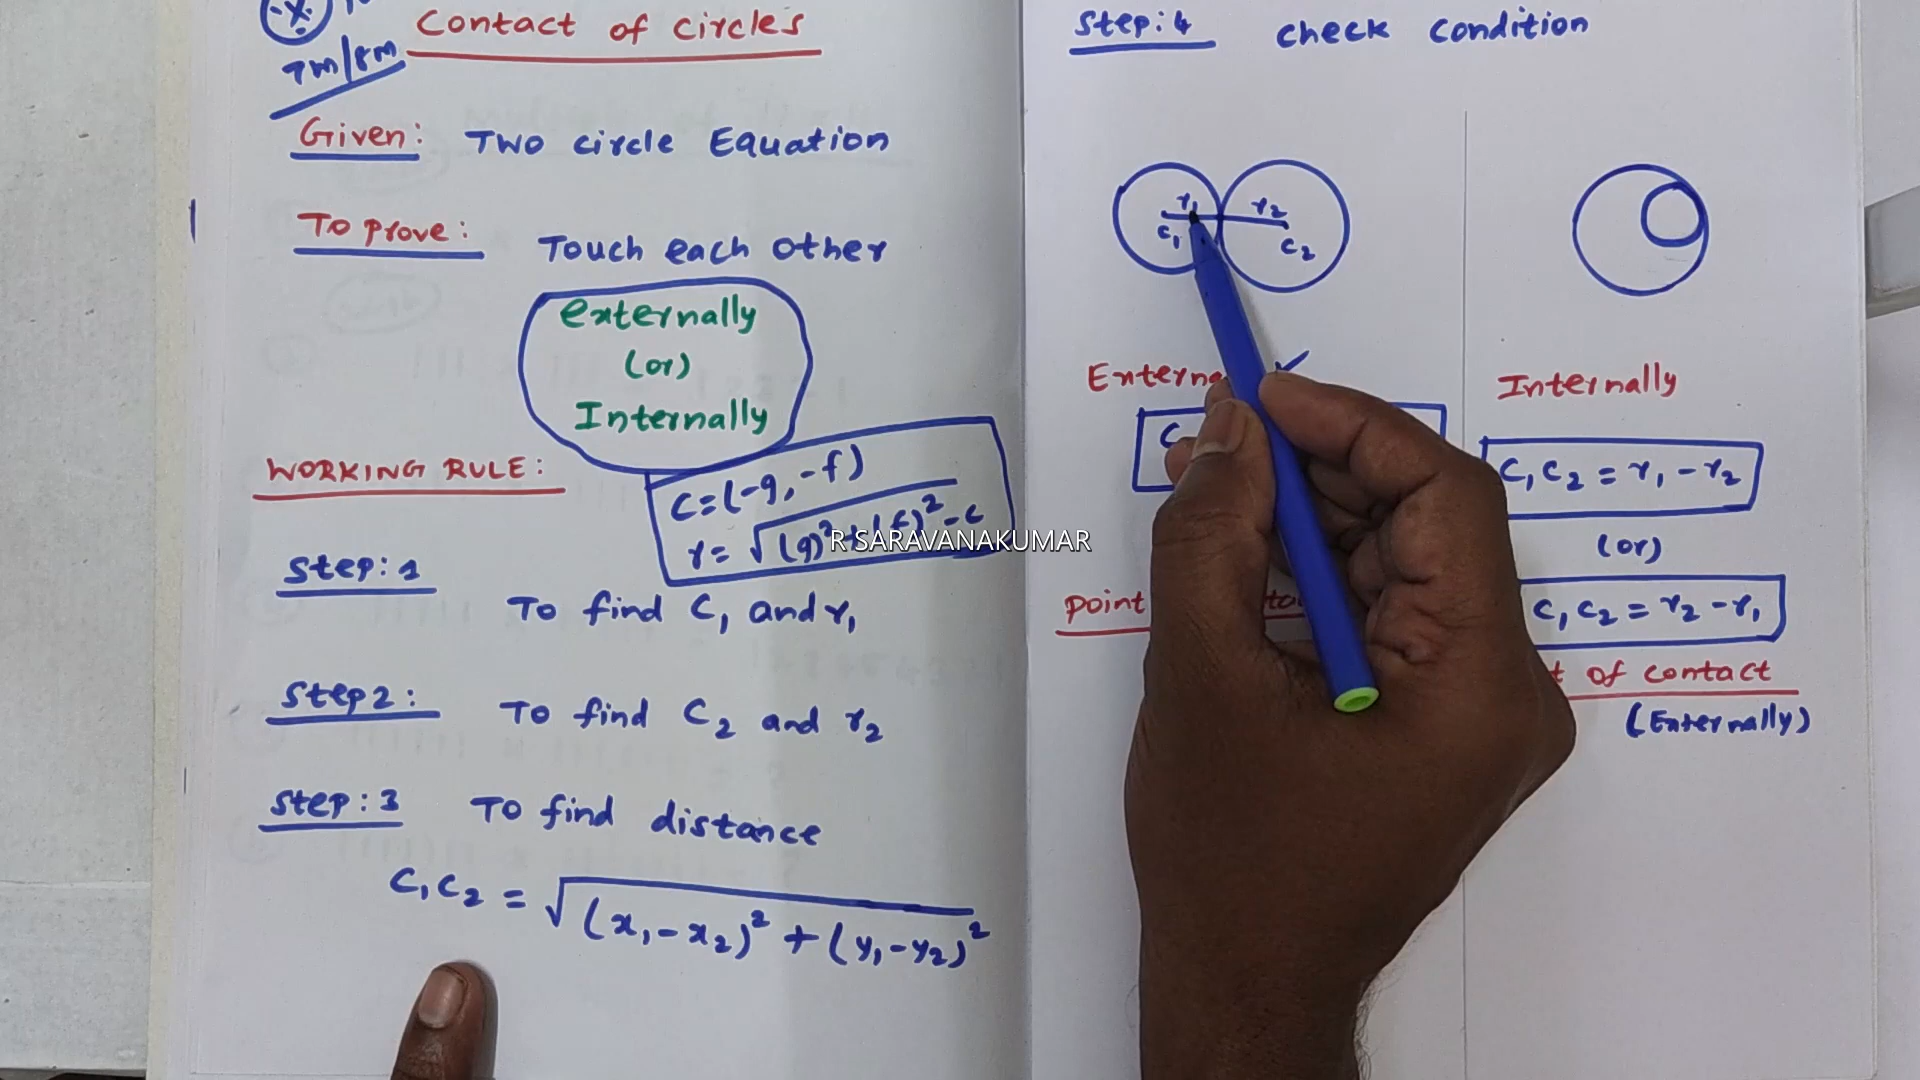 Contact of circles
7m/8m
Given: Two circle Equation
To prove: Touch each other
Externally
(or)
Internally
WORKING RULE:
C=(-g,-f)
r=√(g)²+(f)²-c
Step:1
To find C₁ and r₁
Step2: To find C₂ and r₂
Step:3 To find distance
C₁C₂ = √(x₁-x₂)²+(y₁-y₂)²
R SARAVANAKUMAR
Step:4 check condition
r₁ r₂
C₁ C₂
Internally
C₁C₂ = r₁-r₂
(or)
C₁C₂ = r₂-r₁
point
of contact
(Externally)